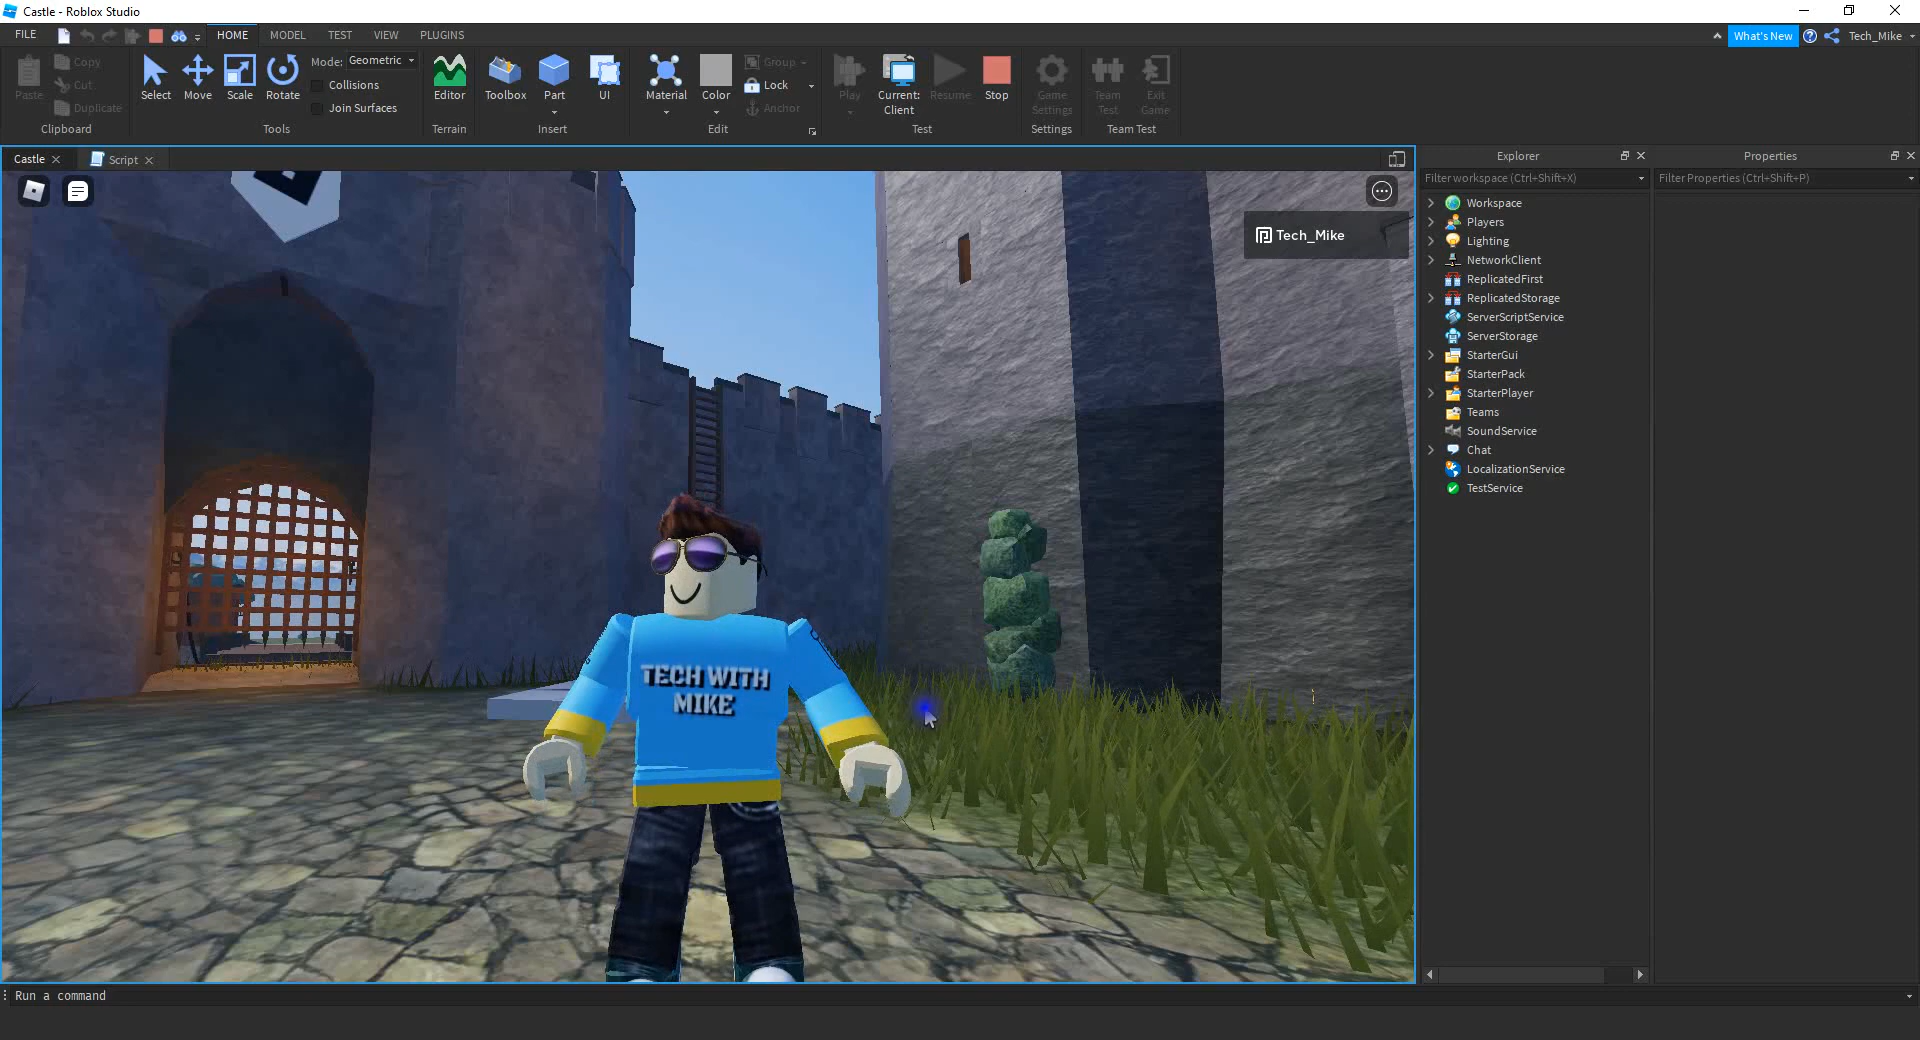 Castle - Roblox Studio
FILE
HOME
MODEL
TEST
VIEW
PLUGINS
What's New
Tech_Mike
Paste
Copy
Cut
Duplicate
Clipboard
Select
Move
Scale
Rotate
Mode: Geometric
Collisions
Join Surfaces
Tools
Editor
Terrain
Toolbox
Part
UI
Insert
Material
Color
Group
Lock
Anchor
Edit
Play
Current:
Client
Resume
Stop
Test
Game
Settings
Settings
Team
Test
Exit
Game
Team Test
Castle
Script
Tech_Mike
TECH WITH
MIKE
Explorer
Filter workspace (Ctrl+Shift+X)
Workspace
Players
Lighting
NetworkClient
ReplicatedFirst
ReplicatedStorage
ServerScriptService
ServerStorage
StarterGui
StarterPack
StarterPlayer
Teams
SoundService
Chat
LocalizationService
TestService
Properties
Filter Properties (Ctrl+Shift+P)
Run a command